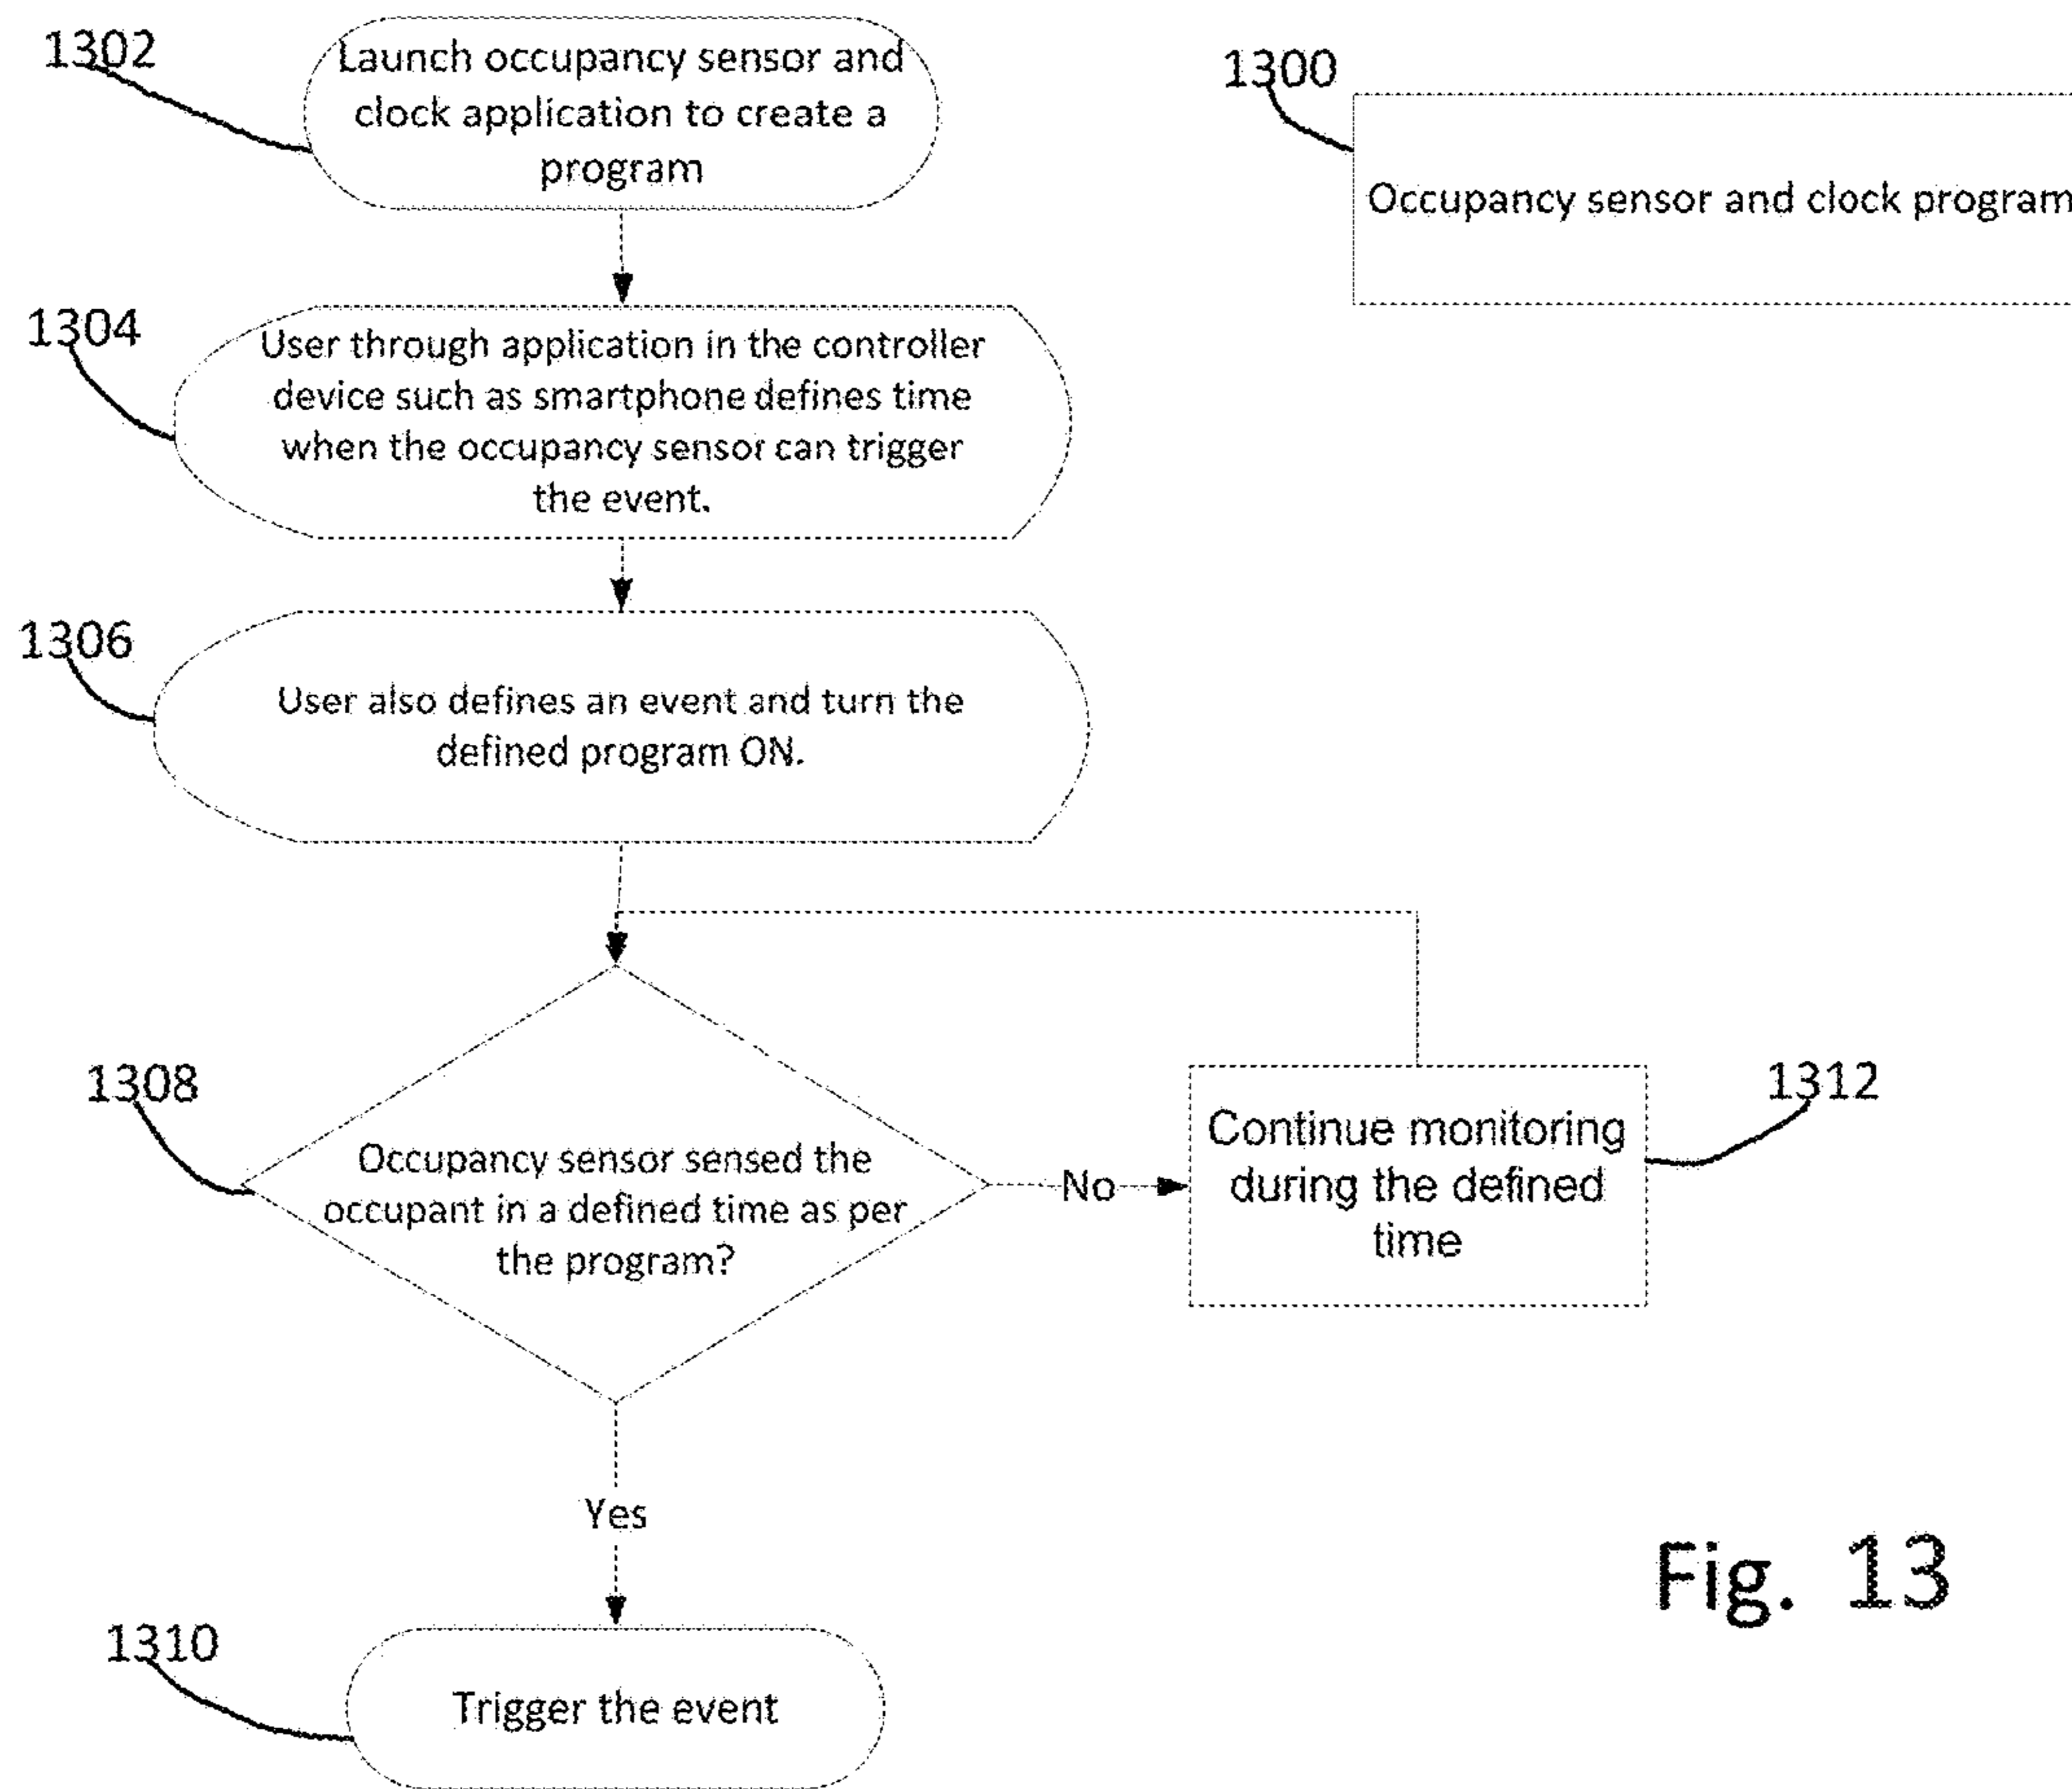 1302
Launch occupancy sensor and
clock application to create a
program
1300
Occupancy sensor and clock program
1304
User through application in the controller
device such as smartphone defines time
when the occupancy sensor can trigger
the event.
1306
User also defines an event and turn the
defined program ON.
1308
Occupancy sensor sensed the
occupant in a defined time as per
the program?
No
1312
Continue monitoring
during the defined
time
Yes
1310
Trigger the event
Fig. 13